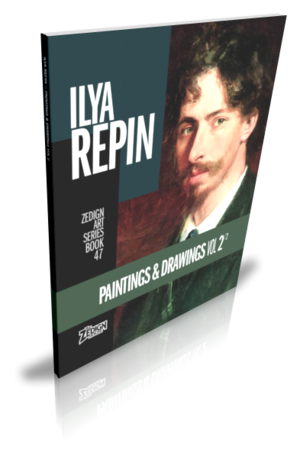 ILYA
REPIN
ZEDIGN
ART
SERIES
BOOK
47
PAINTINGS & DRAWINGS VOL 2
ZEDIGN